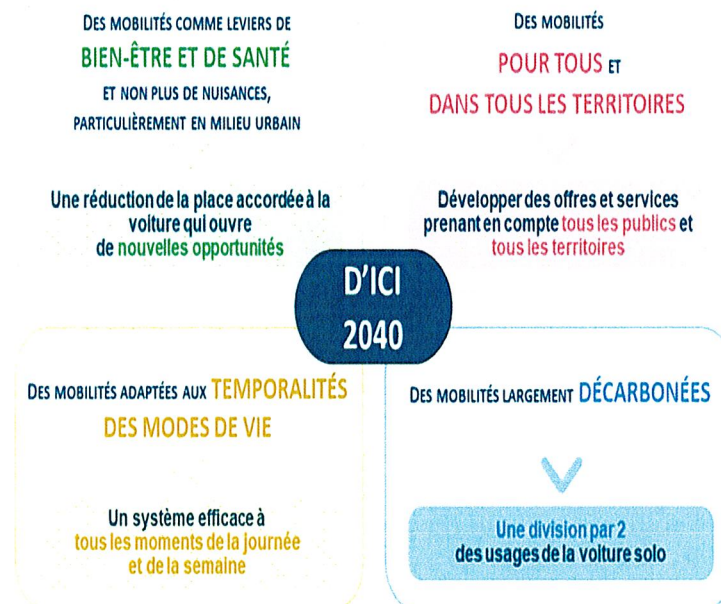 DES MOBILITÉS COMME LEVIERS DE
BIEN-ÊTRE ET DE SANTÉ
ET NON PLUS DE NUISANCES,
PARTICULIÈREMENT EN MILIEU URBAIN
Une réduction de la place accordée à la
voiture qui ouvre
de nouvelles opportunités
DES MOBILITÉS
POUR TOUS ET
DANS TOUS LES TERRITOIRES
Développer des offres et services
prenant en compte tous les publics et
tous les territoires
D'ICI
2040
DES MOBILITÉS ADAPTÉES AUX TEMPORALITÉS
DES MODES DE VIE
Un système efficace à
tous les moments de la journée
et de la semaine
DES MOBILITÉS LARGEMENT DÉCARBONÉES
Une division par 2
des usages de la voiture solo